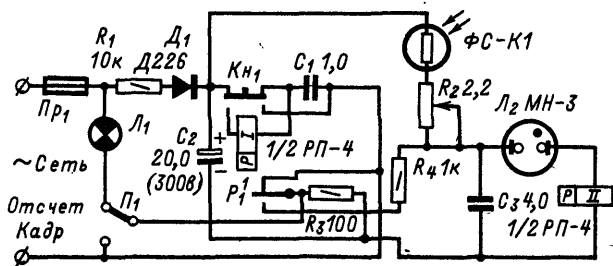 R1
10к
Д226
Д1
Кн1
C1 1,0
ФС-К1
Пр1
R2 2,2
Л2 МН-3
Л1
C2
20,0
(300в)
+
−
P I
1/2 РП-4
~Сеть
P1¹
R4 1к
R3 100
C3 4,0
P II
1/2 РП-4
Отсчет
Кадр
П1